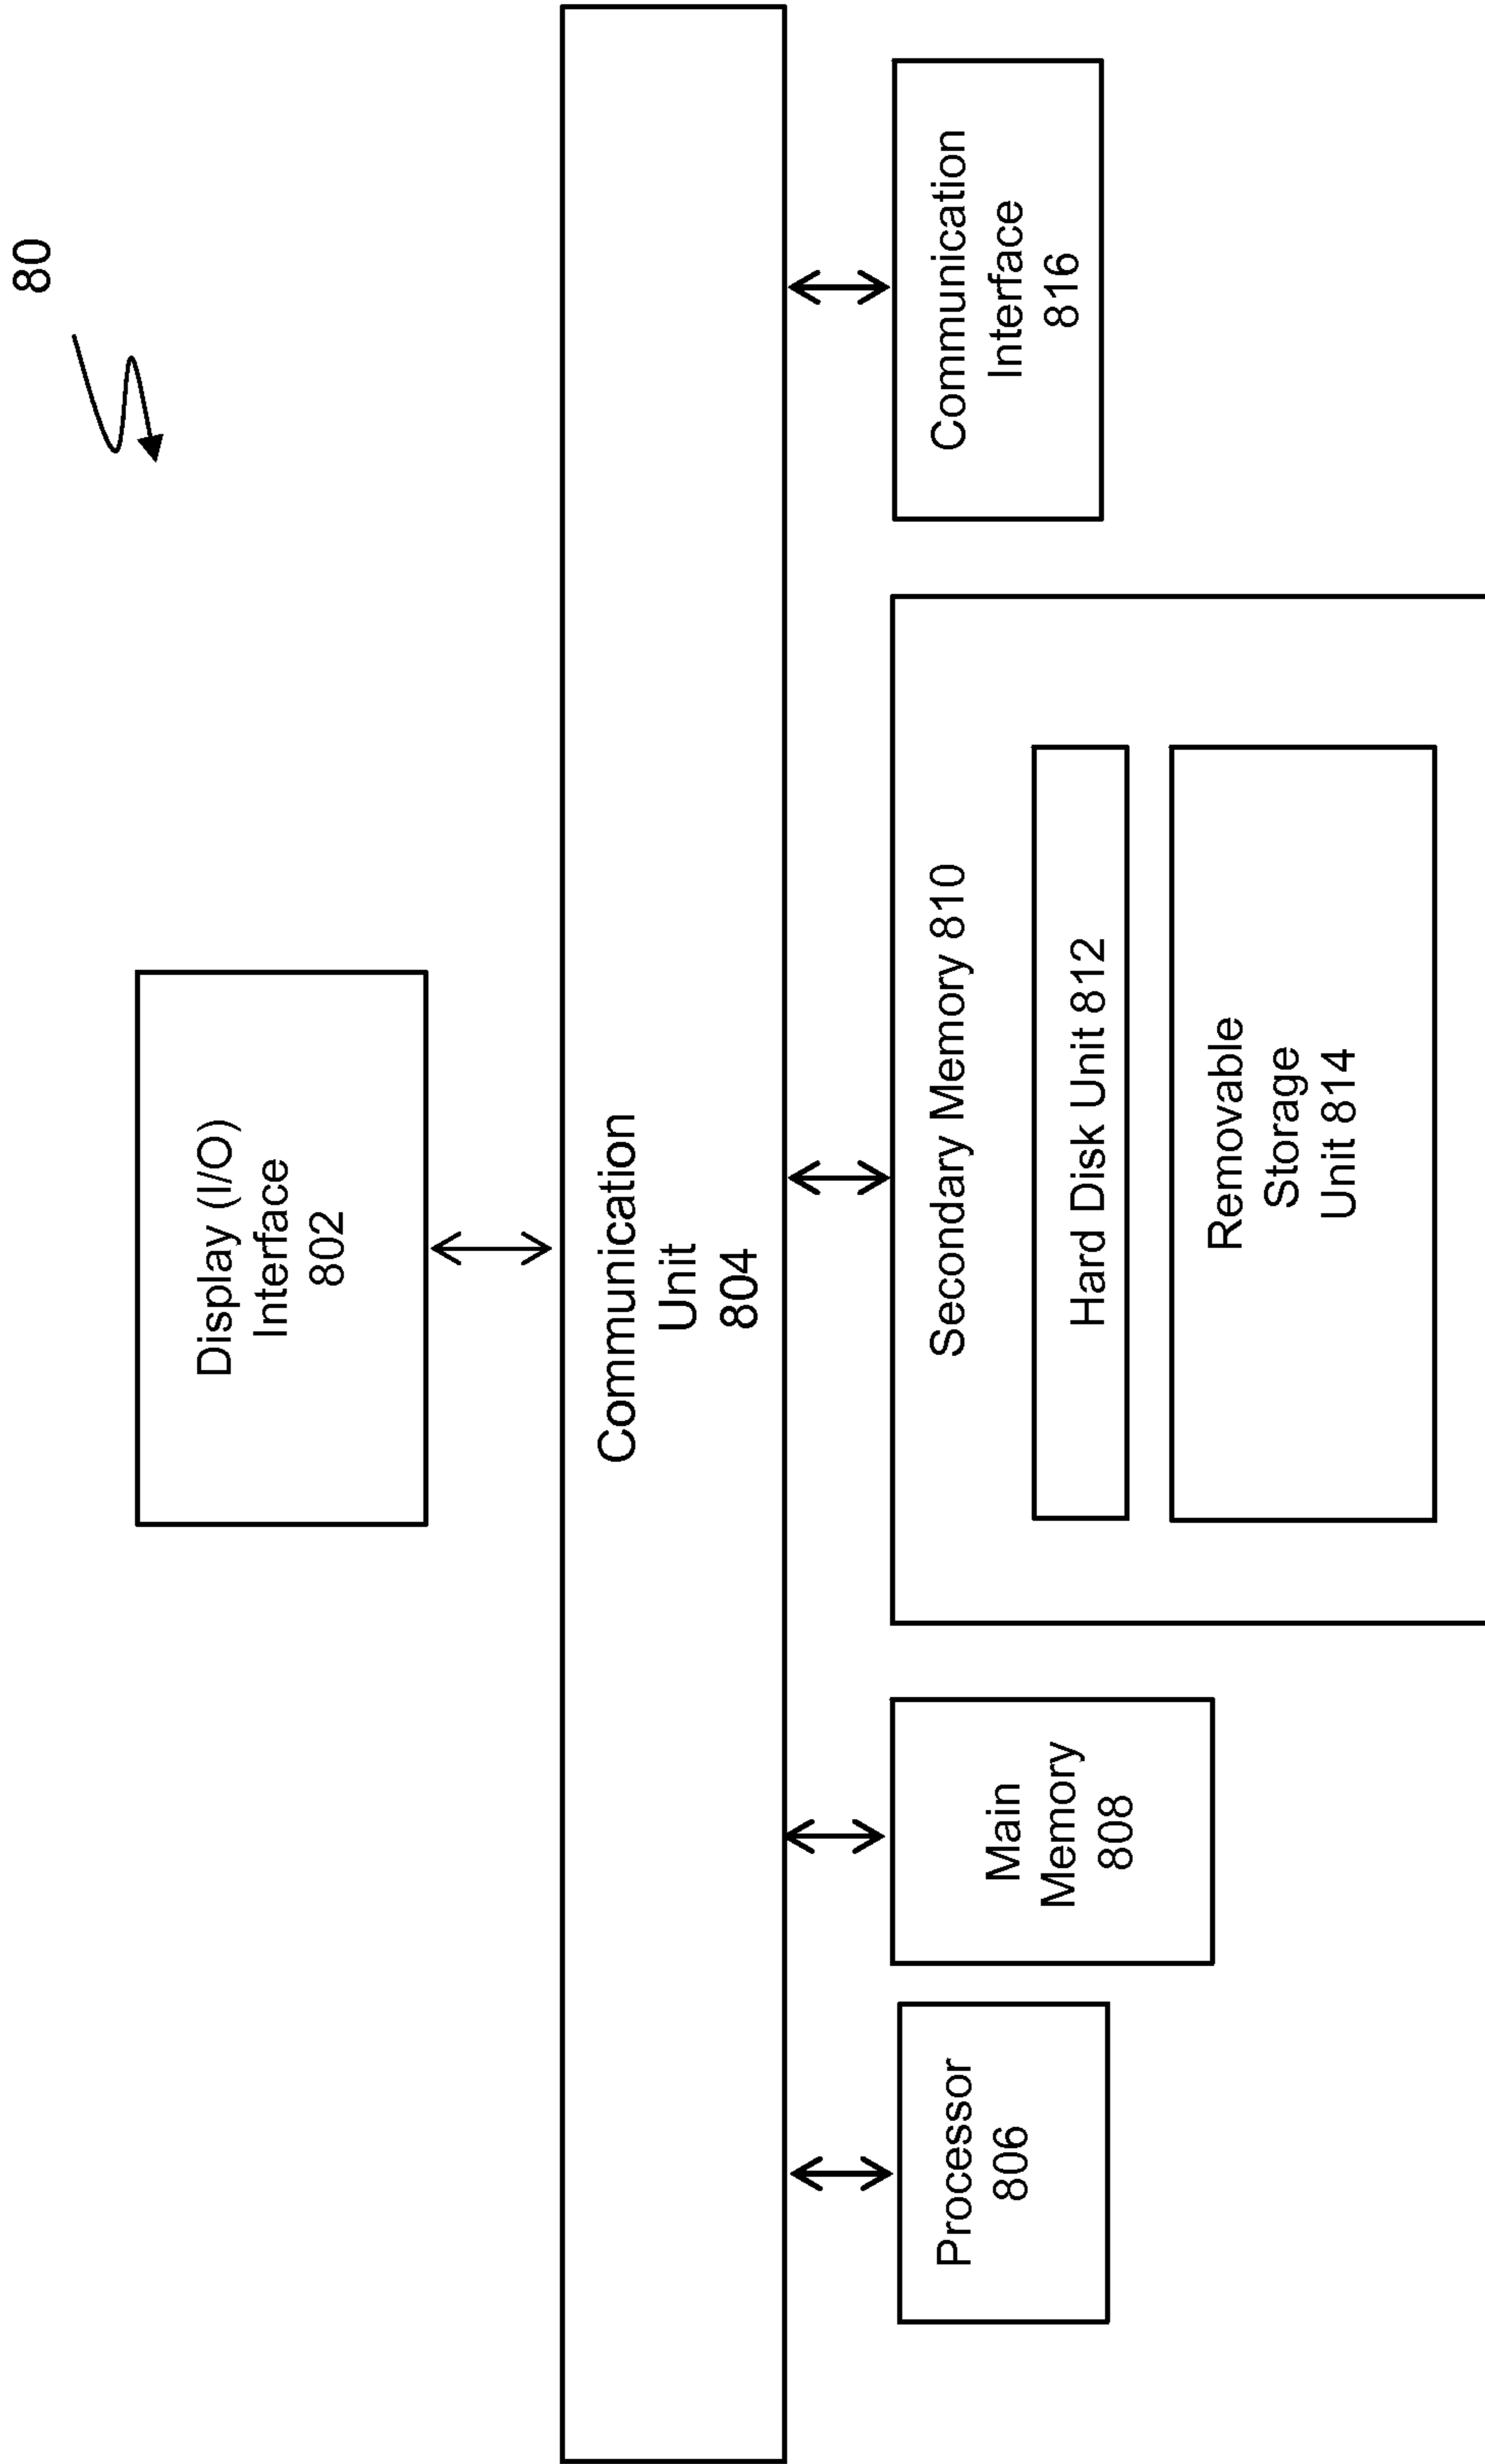 80
Display (I/O)
Interface
802
Communication
Unit
804
Processor
806
Main
Memory
808
Secondary Memory 810
Hard Disk Unit 812
Removable
Storage
Unit 814
Communication
Interface
816